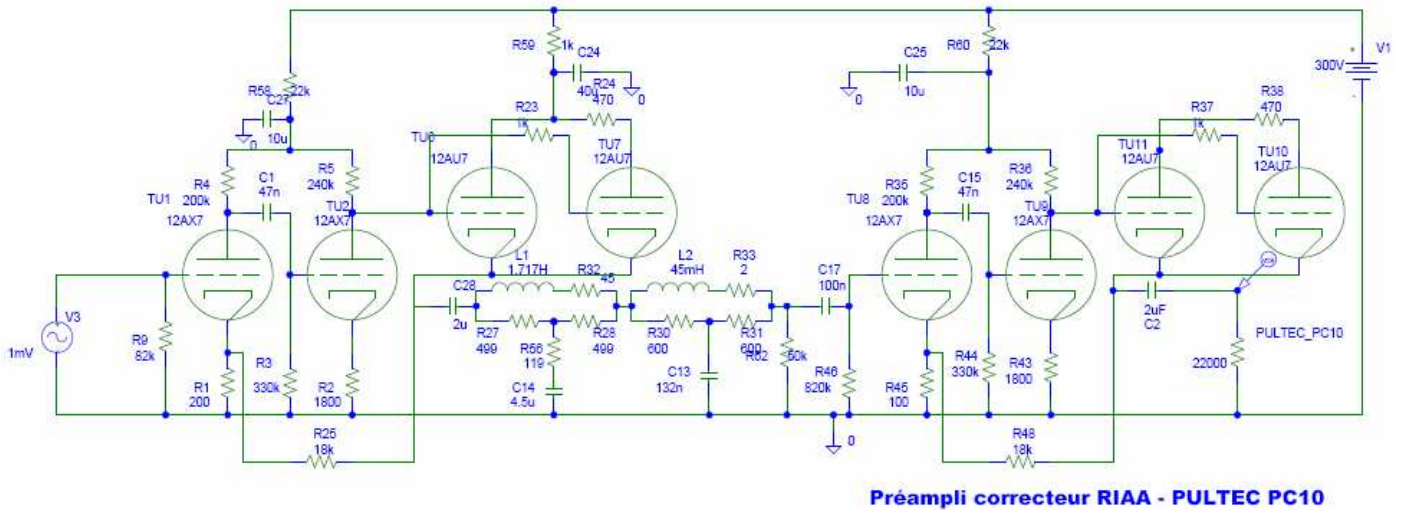 R59
1k
C24
40u
R24
470
0
R58
22k
C27
10u
0
R23
1k
TU7
12AU7
12AU7
R60
22k
C25
10u
0
V1
300V
R38
470
R37
1k
TU11
12AU7
TU10
12AU7
R4
200k
C1
47n
R5
240k
TU1
12AX7
TU2
12AX7
R35
200k
C15
47n
R36
240k
TU8
12AX7
TU9
12AX7
L1
1.717H
R32
45
L2
45mH
R33
2
C17
100n
C28
2u
R27
499
R28
499
R56
119
C14
4.5u
R30
600
R31
600
C13
132n
50k
V3
1mV
R9
82k
R1
200
R3
330k
R2
1800
R25
18k
R46
820k
R45
100
R44
330k
R43
1800
R48
18k
0
2uF
C2
PULTEC_PC10
22000
Préampli correcteur RIAA - PULTEC PC10